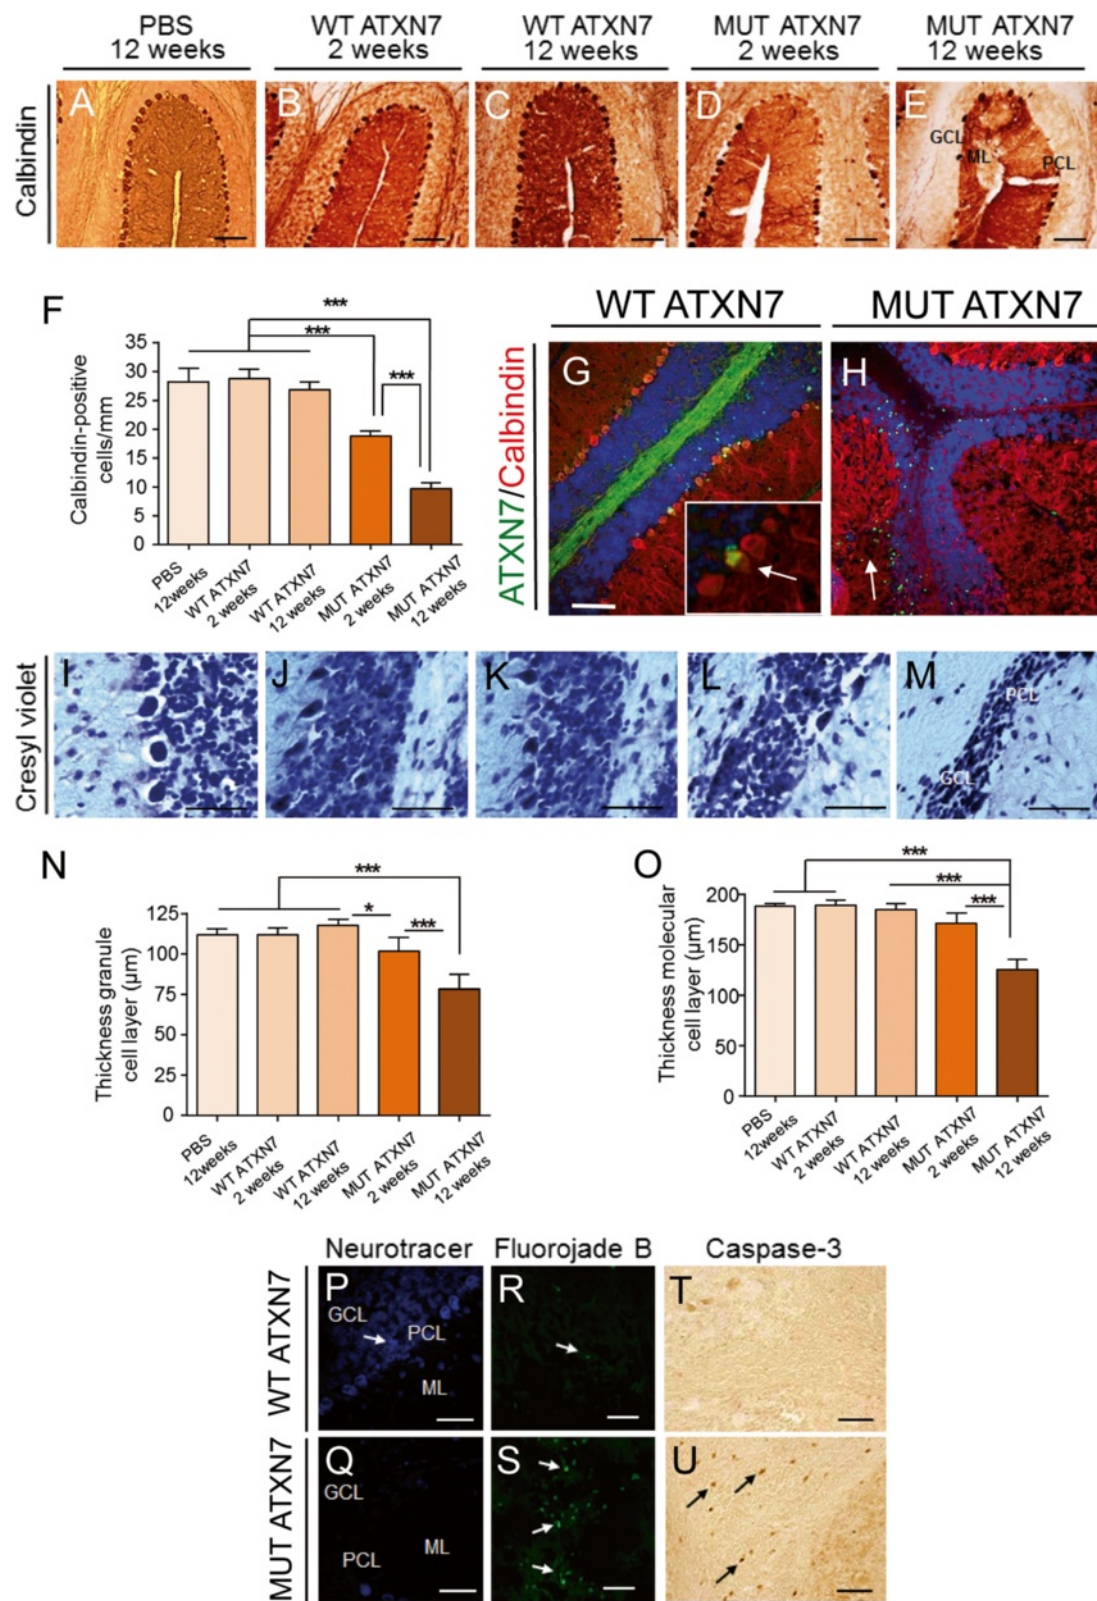 PBS
12 weeks
WT ATXN7
2 weeks
WT ATXN7
12 weeks
MUT ATXN7
2 weeks
MUT ATXN7
12 weeks
Calbindin
A
B
C
D
E
GCL
ML
PCL
F
***
***
***
35
30
25
20
15
10
5
0
Calbindin-positive
cells/mm
PBS
12weeks
WT ATXN7
2 weeks
WT ATXN7
12 weeks
MUT ATXN7
2 weeks
MUT ATXN7
12 weeks
WT ATXN7
MUT ATXN7
ATXN7/Calbindin
G
H
Cresyl violet
I
J
K
L
M
PCL
GCL
N
***
*
***
125
100
75
50
25
0
Thickness granule
cell layer (μm)
PBS
12weeks
WT ATXN7
2 weeks
WT ATXN7
12 weeks
MUT ATXN7
2 weeks
MUT ATXN7
12 weeks
O
***
***
***
200
150
100
50
0
Thickness molecular
cell layer (μm)
PBS
12weeks
WT ATXN7
2 weeks
WT ATXN7
12 weeks
MUT ATXN7
2 weeks
MUT ATXN7
12 weeks
Neurotracer
Fluorojade B
Caspase-3
WT ATXN7
P
GCL
PCL
ML
R
T
MUT ATXN7
Q
GCL
PCL
ML
S
U